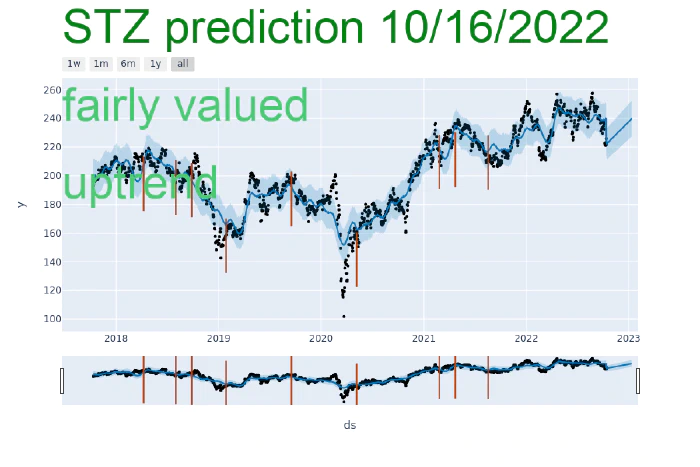 STZ prediction 10/16/2022
1w 1m 6m 1y all
fairly valued
uptrend
260
240
220
200
180
160
140
120
100
y
2018 2019 2020 2021 2022 2023
ds